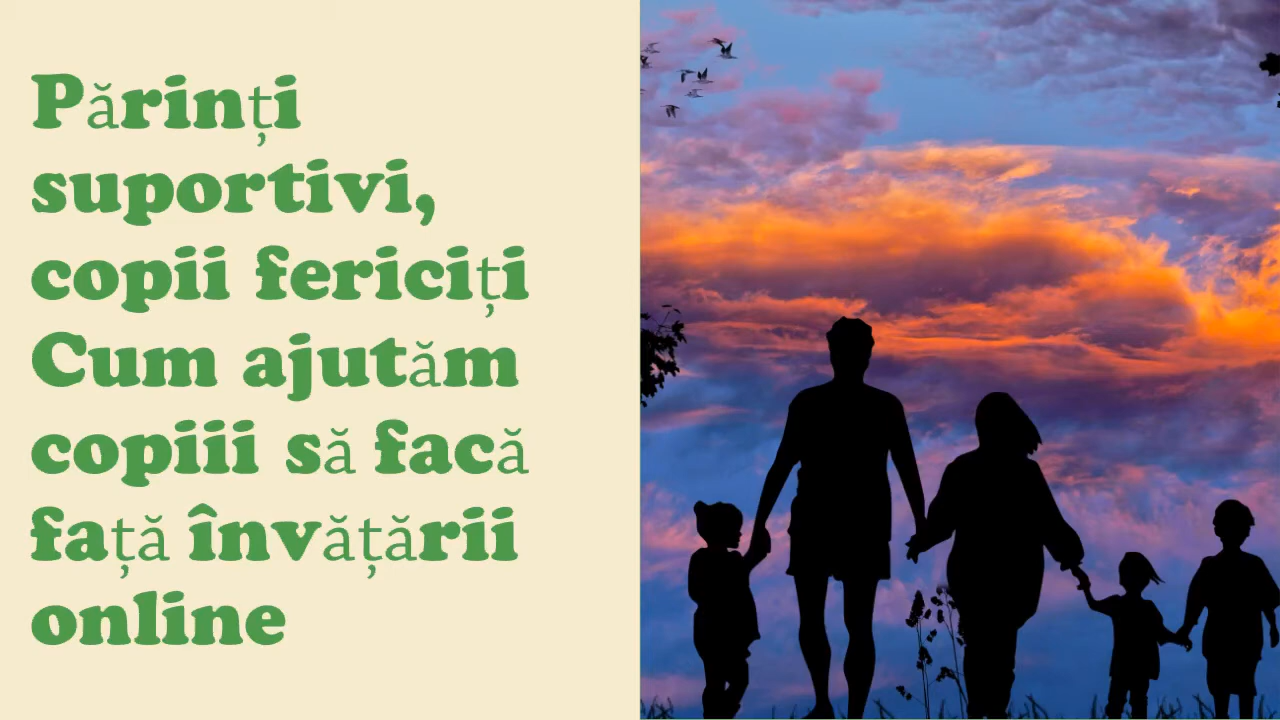 Părinți
suportivi,
copii fericiți
Cum ajutăm
copiii să facă
față învățării
online